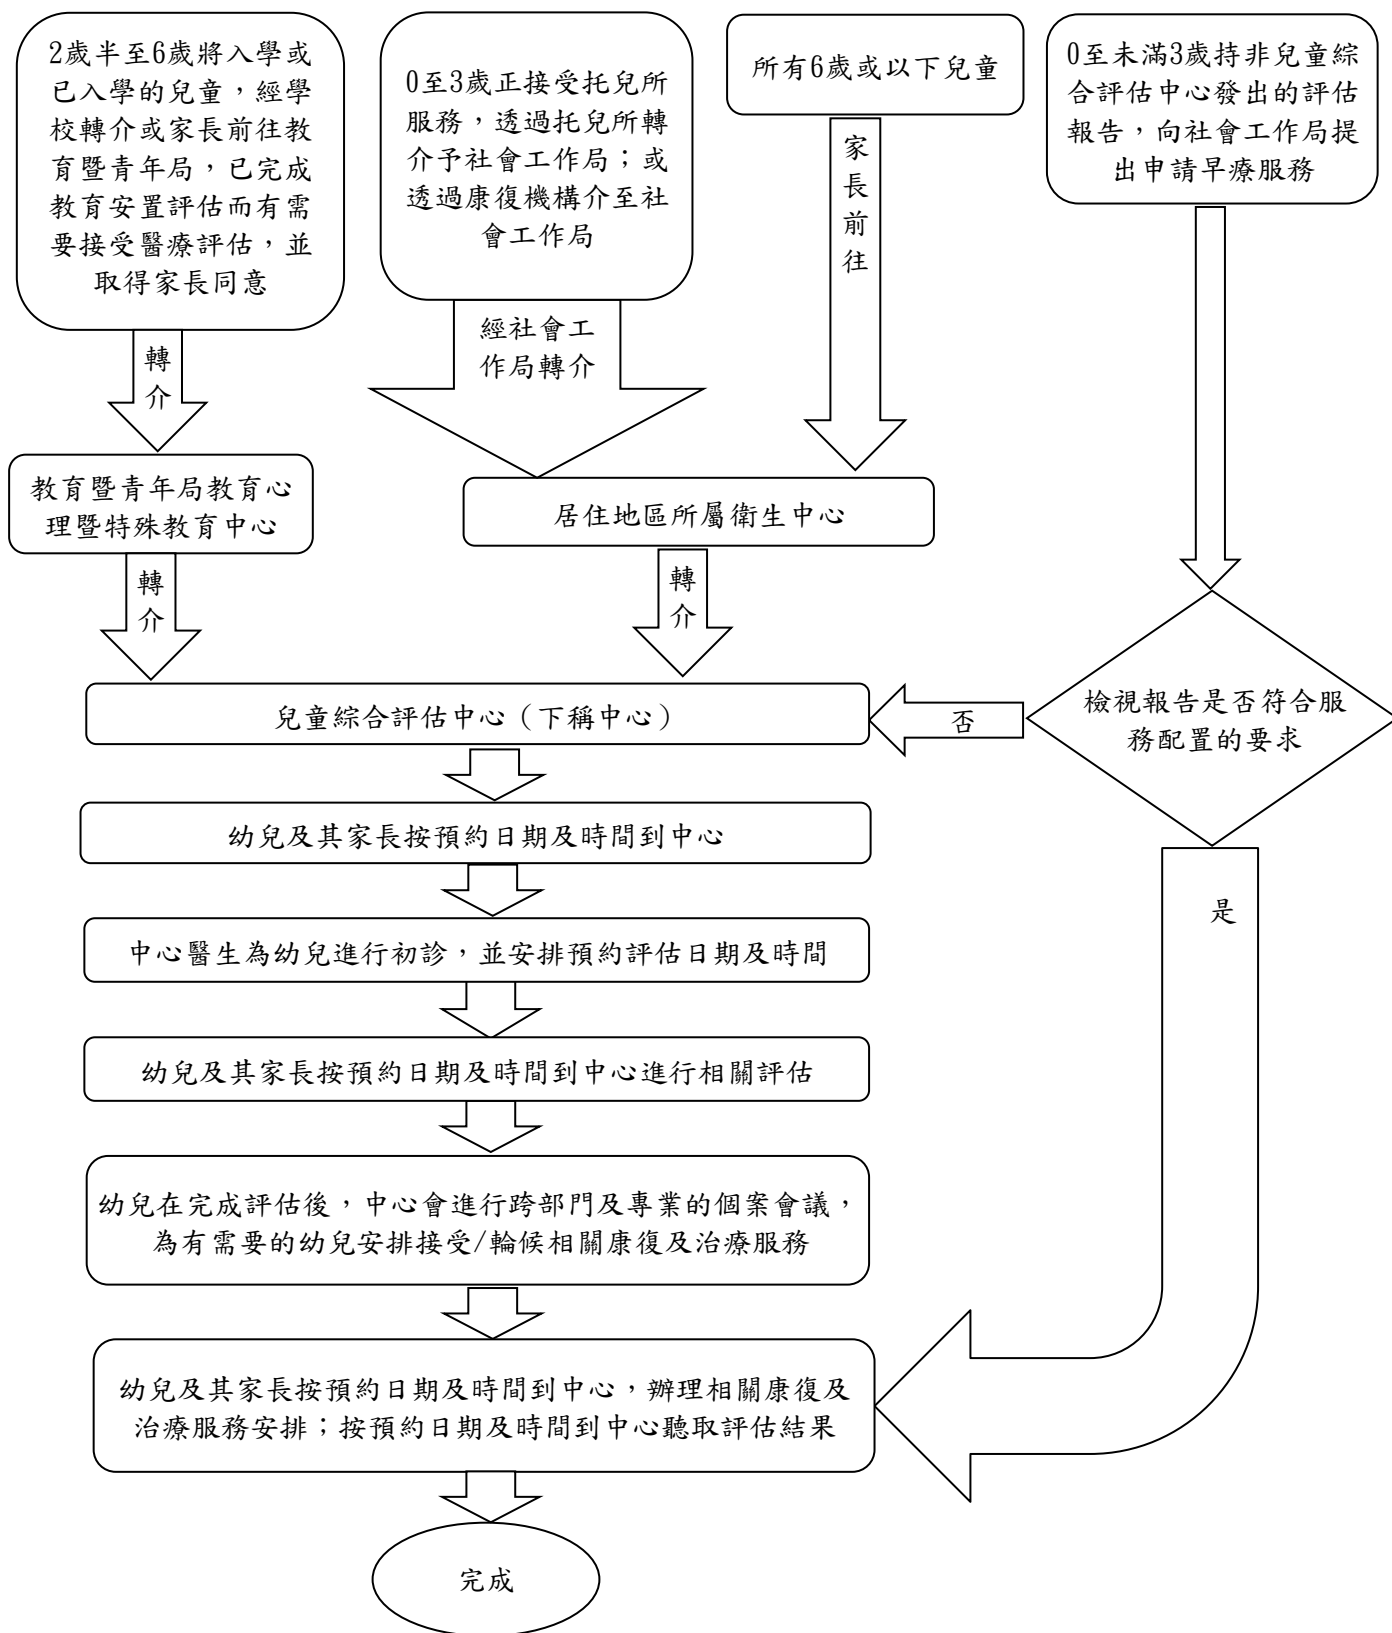 2歲半至6歲將入學或
已入學的兒童，經學
校轉介或家長前往教
育暨青年局，已完成
教育安置評估而有需
要接受醫療評估，並
取得家長同意
0至3歲正接受托兒所
服務，透過托兒所轉
介予社會工作局；或
透過康復機構介至社
會工作局
所有6歲或以下兒童
0至未滿3歲持非兒童綜
合評估中心發出的評估
報告，向社會工作局提
出申請早療服務
轉
介
經社會工
作局轉介
家
長
前
往
教育暨青年局教育心
理暨特殊教育中心
居住地區所屬衛生中心
轉
介
轉
介
兒童綜合評估中心（下稱中心）
否
檢視報告是否符合服
務配置的要求
幼兒及其家長按預約日期及時間到中心
是
中心醫生為幼兒進行初診，並安排預約評估日期及時間
幼兒及其家長按預約日期及時間到中心進行相關評估
幼兒在完成評估後，中心會進行跨部門及專業的個案會議，
為有需要的幼兒安排接受/輪候相關康復及治療服務
幼兒及其家長按預約日期及時間到中心，辦理相關康復及
治療服務安排；按預約日期及時間到中心聽取評估結果
完成